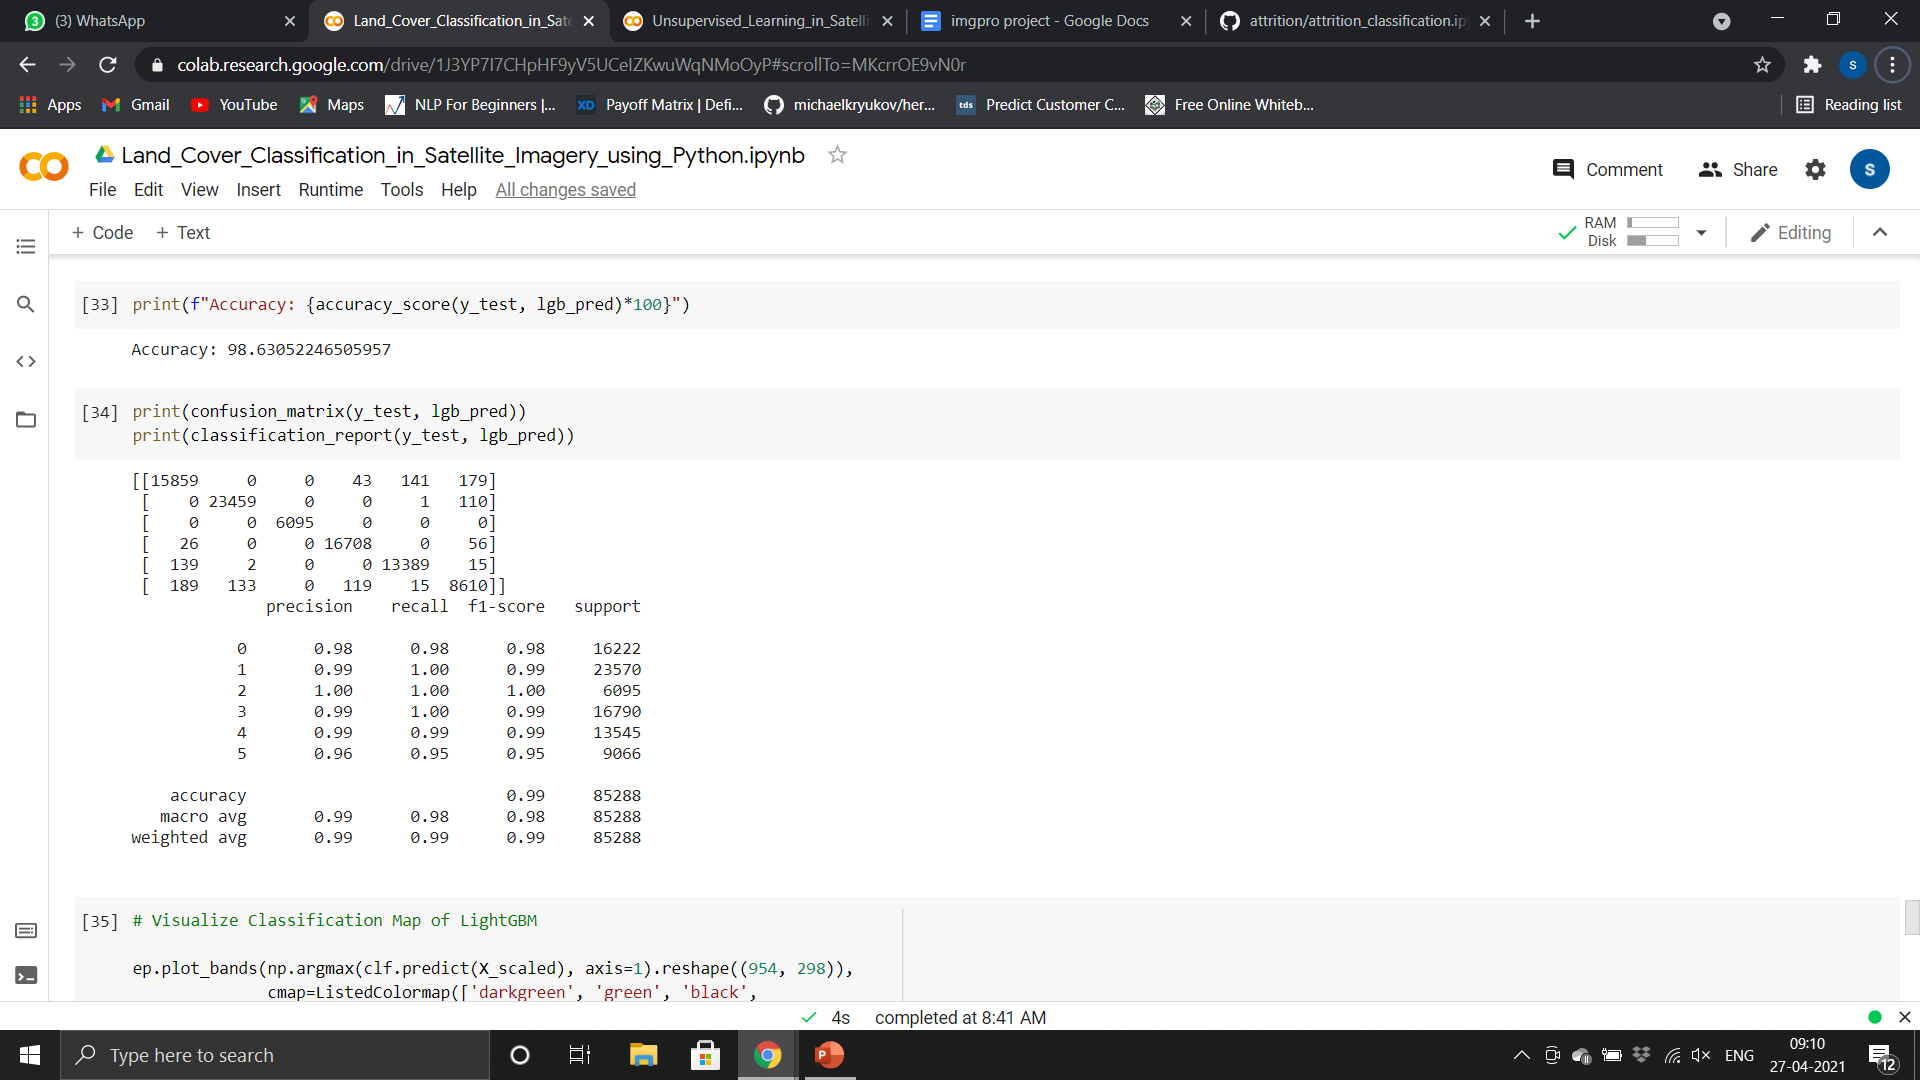 (3) WhatsApp
Land_Cover_Classification_in_Sate
Unsupervised_Learning_in_Satelli
imgpro project - Google Docs
attrition/attrition_classification.ip
colab.research.google.com/drive/1J3YP7I7CHpHF9yV5UCeIZKwuWqNMoOyP#scrollTo=MKcrrOE9vN0r
Apps Gmail YouTube Maps NLP For Beginners |... Payoff Matrix | Defi... michaelkryukov/her... Predict Customer C... Free Online Whiteb... Reading list
Land_Cover_Classification_in_Satellite_Imagery_using_Python.ipynb
Comment Share S
File Edit View Insert Runtime Tools Help All changes saved
+ Code + Text
RAM
Disk
Editing
[33] print(f"Accuracy: {accuracy_score(y_test, lgb_pred)*100}")
Accuracy: 98.63052246505957
[34] print(confusion_matrix(y_test, lgb_pred))
print(classification_report(y_test, lgb_pred))
[[15859 0 0 43 141 179]
[ 0 23459 0 0 1 110]
[ 0 0 6095 0 0 0]
[ 26 0 0 16708 0 56]
[ 139 2 0 0 13389 15]
[ 189 133 0 119 15 8610]]
precision recall f1-score support
0 0.98 0.98 0.98 16222
1 0.99 1.00 0.99 23570
2 1.00 1.00 1.00 6095
3 0.99 1.00 0.99 16790
4 0.99 0.99 0.99 13545
5 0.96 0.95 0.95 9066
accuracy 0.99 85288
macro avg 0.99 0.98 0.98 85288
weighted avg 0.99 0.99 0.99 85288
[35] # Visualize Classification Map of LightGBM
ep.plot_bands(np.argmax(clf.predict(X_scaled), axis=1).reshape((954, 298)),
cmap=ListedColormap(['darkgreen', 'green', 'black',
4s completed at 8:41 AM
Type here to search
ENG
09:10
27-04-2021
12